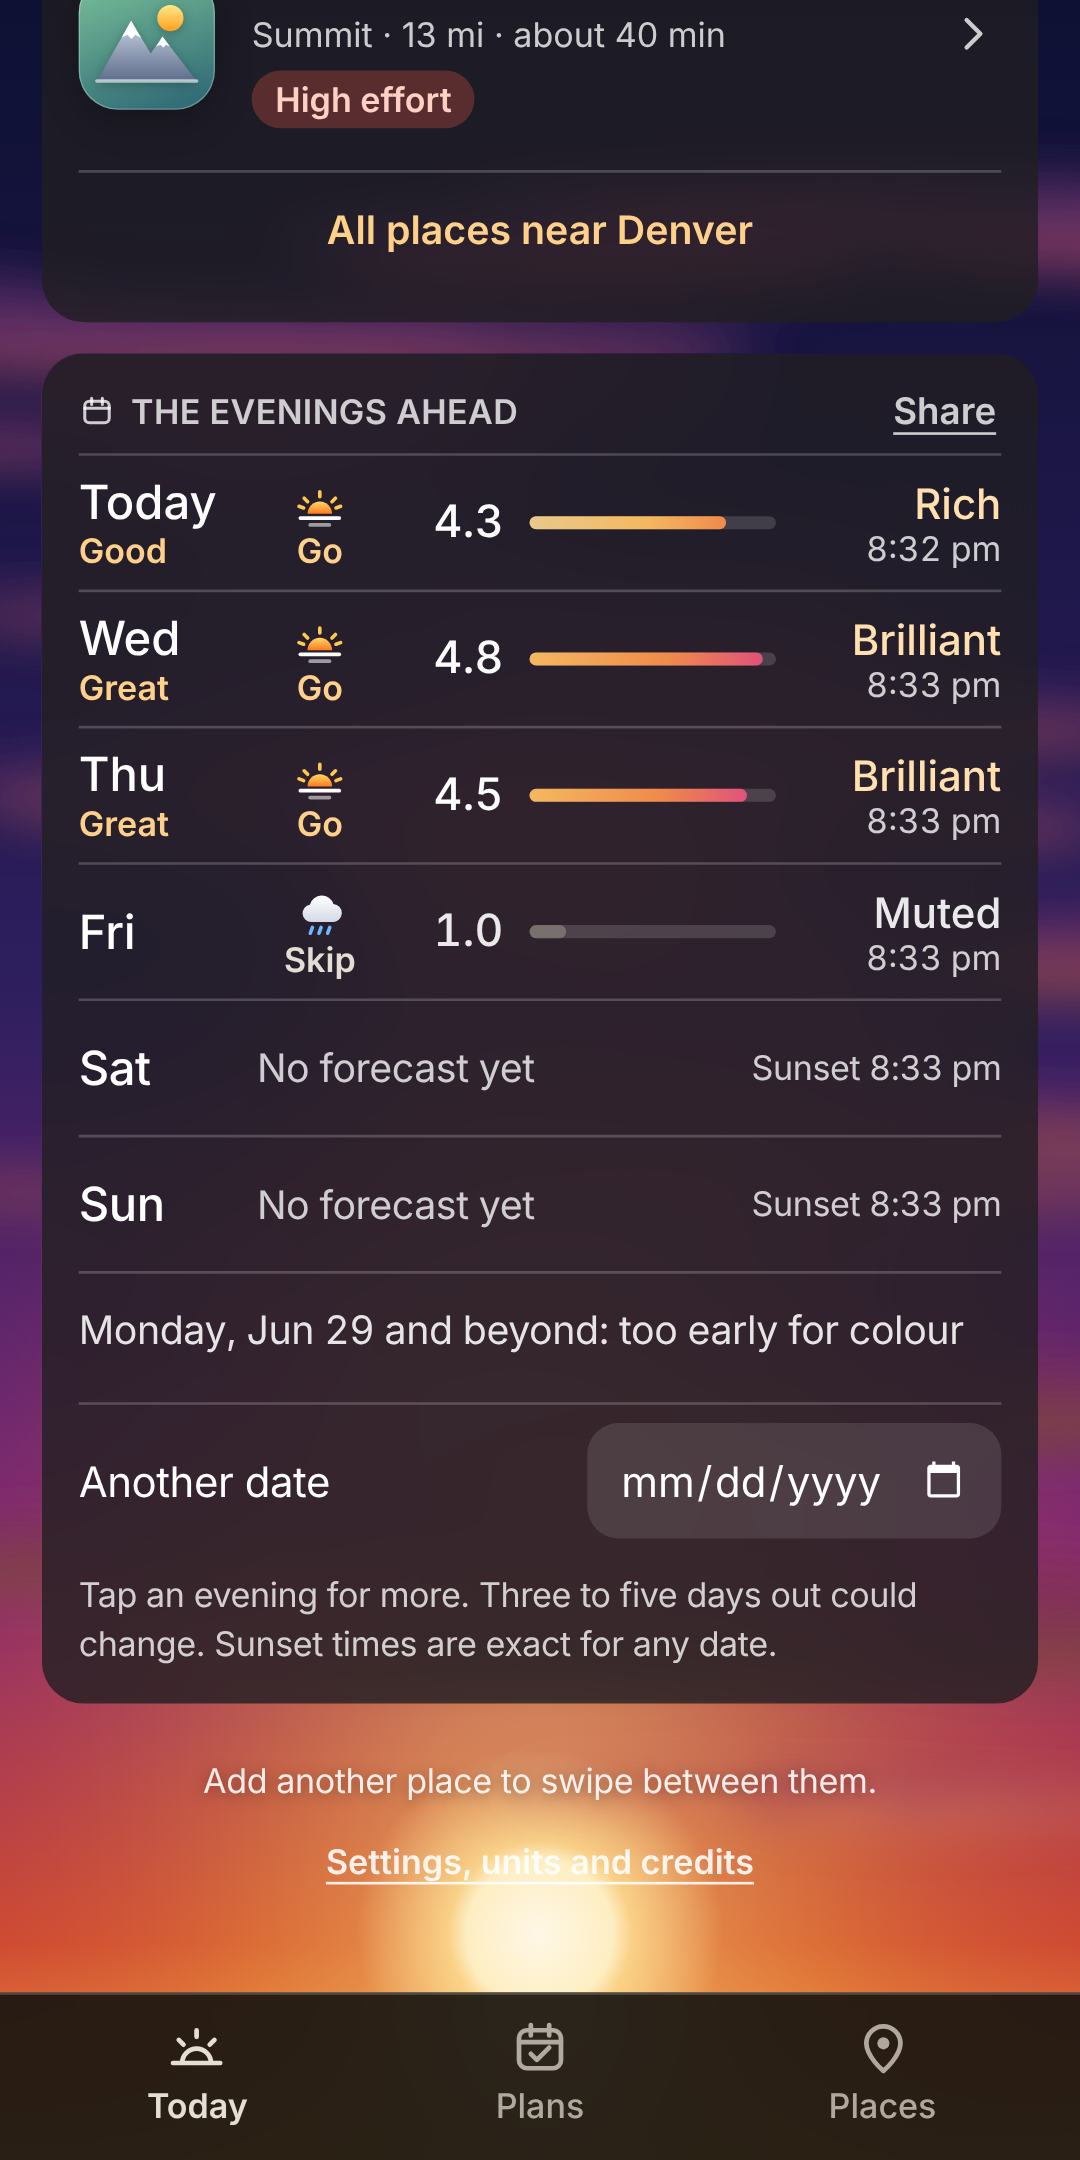 Summit · 13 mi · about 40 min
High effort
All places near Denver
THE EVENINGS AHEAD
Share
Today
Good
Go
4.3
Rich
8:32 pm
Wed
Great
Go
4.8
Brilliant
8:33 pm
Thu
Great
Go
4.5
Brilliant
8:33 pm
Fri
Skip
1.0
Muted
8:33 pm
Sat
No forecast yet
Sunset 8:33 pm
Sun
No forecast yet
Sunset 8:33 pm
Monday, Jun 29 and beyond: too early for colour
Another date
mm/dd/yyyy
Tap an evening for more. Three to five days out could
change. Sunset times are exact for any date.
Add another place to swipe between them.
Settings, units and credits
Today
Plans
Places